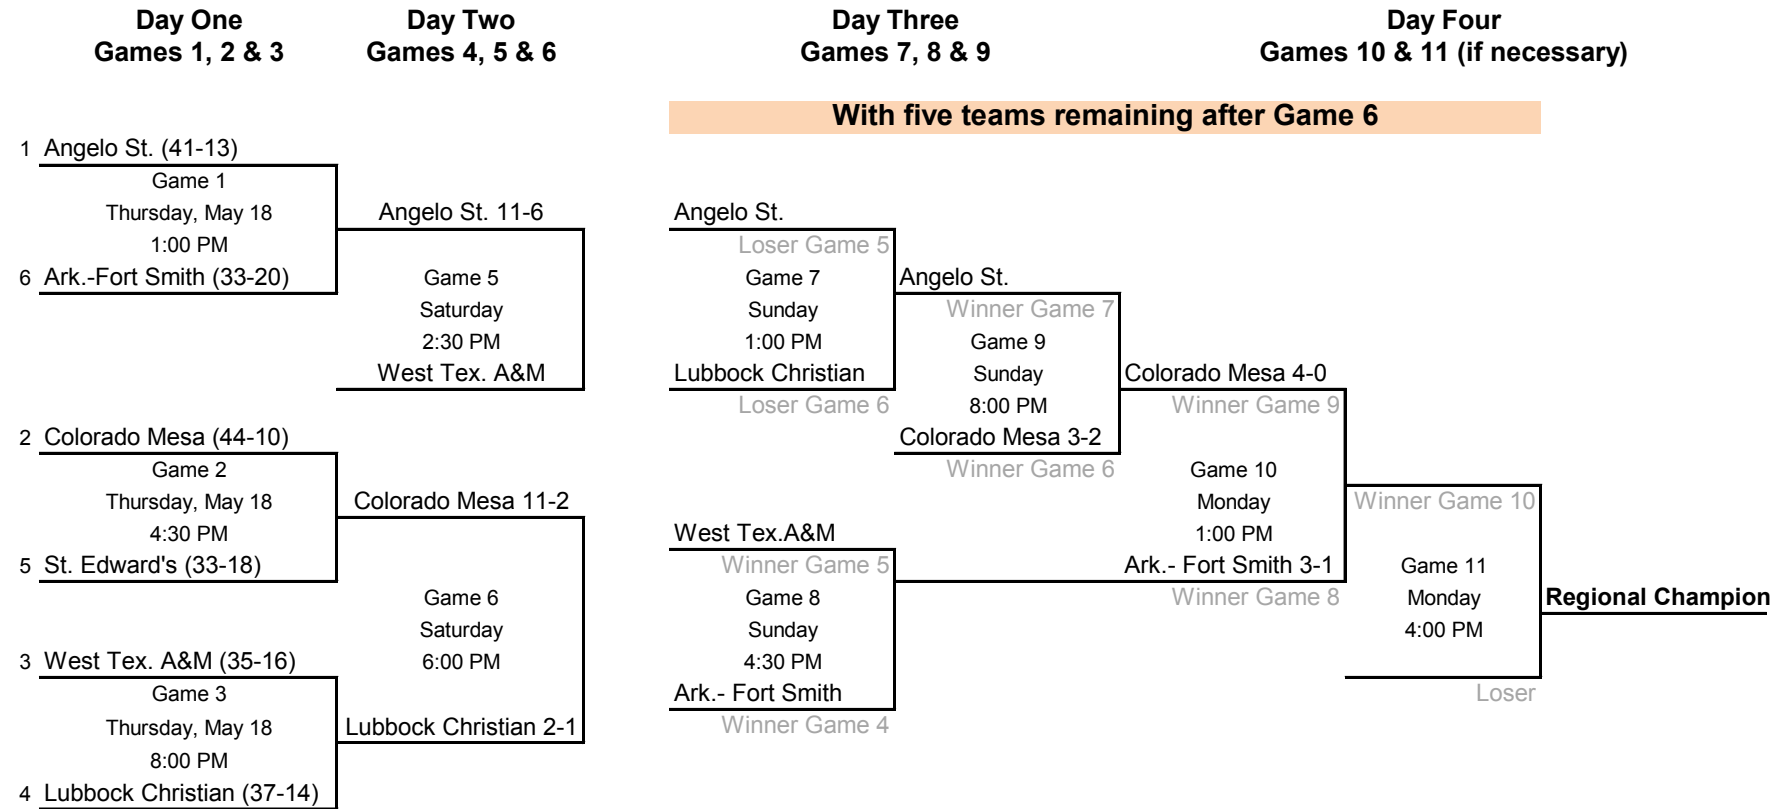 Day One
Games 1, 2 & 3
Day Two
Games 4, 5 & 6
Day Three
Games 7, 8 & 9
Day Four
Games 10 & 11 (if necessary)
With five teams remaining after Game 6
1 Angelo St. (41-13)
Game 1
Thursday, May 18
1:00 PM
6 Ark.-Fort Smith (33-20)
2 Colorado Mesa (44-10)
Game 2
Thursday, May 18
4:30 PM
5 St. Edward's (33-18)
3 West Tex. A&M (35-16)
Game 3
Thursday, May 18
8:00 PM
4 Lubbock Christian (37-14)
Angelo St. 11-6
Game 5
Saturday
2:30 PM
West Tex. A&M
Colorado Mesa 11-2
Game 6
Saturday
6:00 PM
Lubbock Christian 2-1
Angelo St.
Loser Game 5
Game 7
Sunday
1:00 PM
Lubbock Christian
Loser Game 6
West Tex.A&M
Winner Game 5
Game 8
Sunday
4:30 PM
Ark.- Fort Smith
Winner Game 4
Angelo St.
Winner Game 7
Game 9
Sunday
8:00 PM
Colorado Mesa 3-2
Winner Game 6
Colorado Mesa 4-0
Winner Game 9
Game 10
Monday
1:00 PM
Ark.- Fort Smith 3-1
Winner Game 8
Winner Game 10
Game 11
Monday
4:00 PM
Loser
Regional Champion